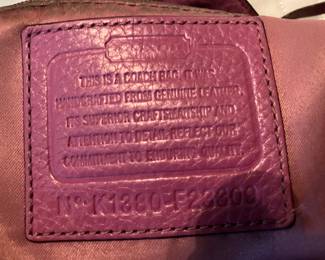 THIS IS A COACH BAG. IT WAS
HANDCRAFTED FROM GENUINE LEATHER.
ITS SUPERIOR CRAFTSMANSHIP AND
ATTENTION TO DETAIL REFLECT OUR
COMMITMENT TO ENDURING QUALITY.
Nº K1380-F23309